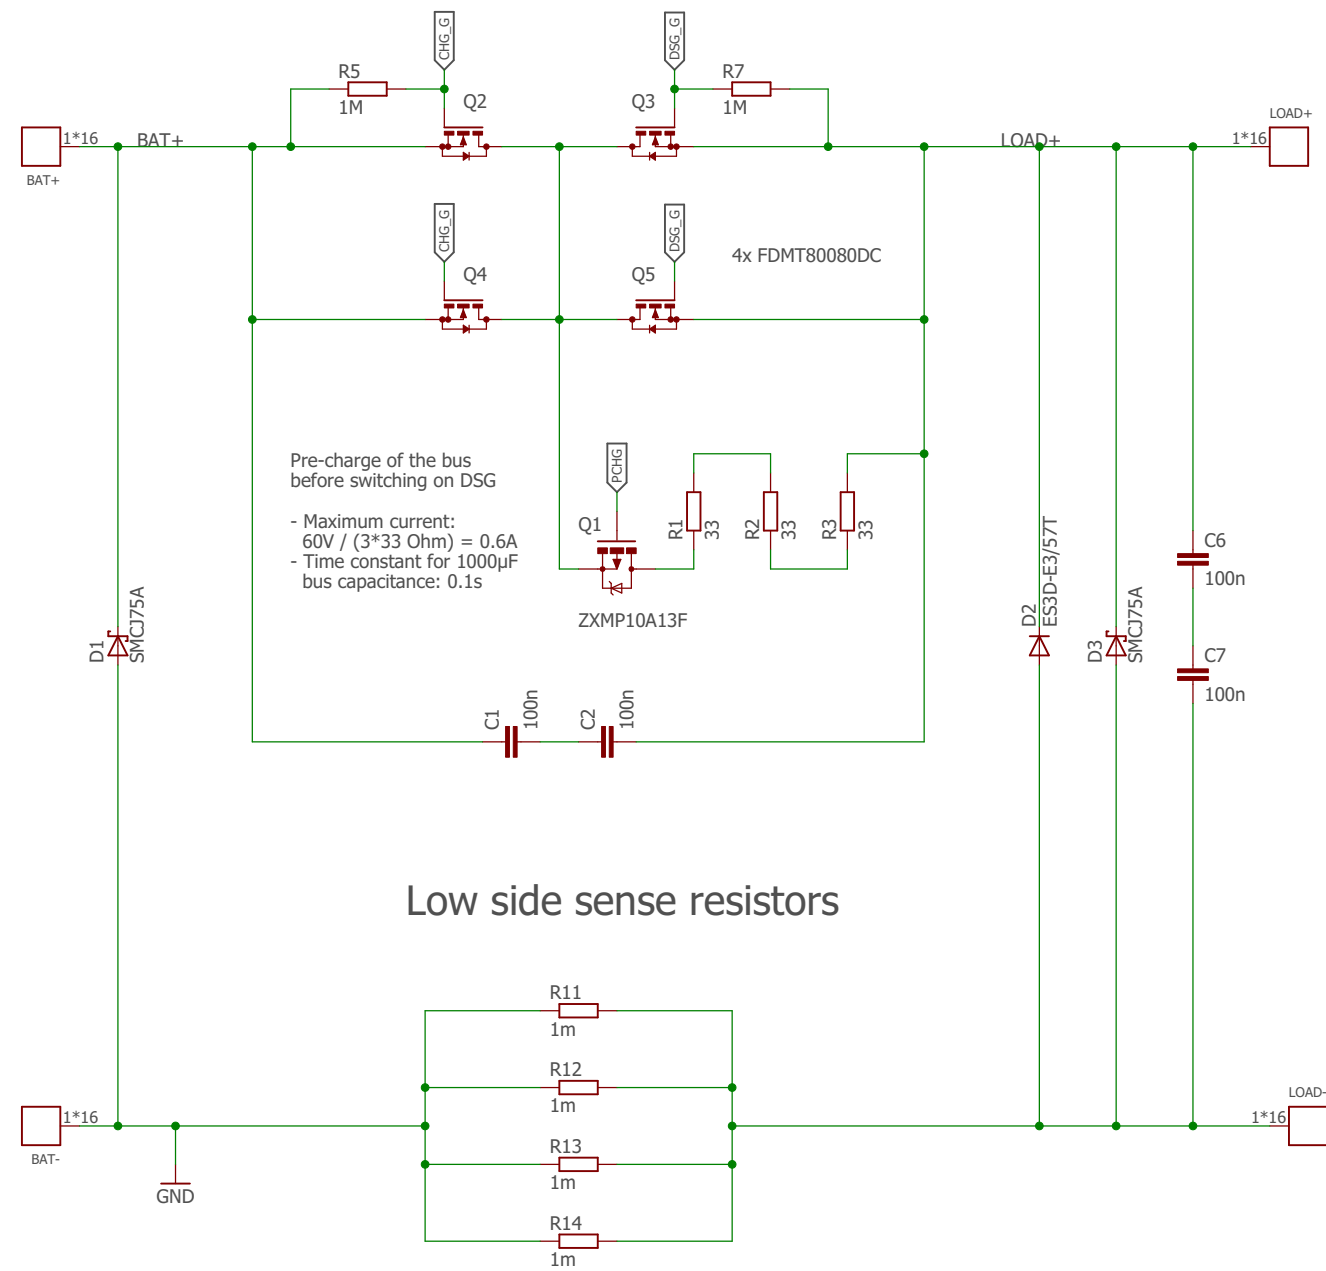 CHG_G
DSG_G
R5
1M
Q2
Q3
R7
1M
1*16
BAT+
BAT+
LOAD+
LOAD+
1*16
CHG_G
DSG_G
Q4
Q5
4x FDMT80080DC
Pre-charge of the bus
before switching on DSG
- Maximum current:
60V / (3*33 Ohm) = 0.6A
- Time constant for 1000µF
bus capacitance: 0.1s
PCHG
Q1
ZXMP10A13F
R1
33
R2
33
R3
33
D1
SMCJ75A
D2
ES3D-E3/57T
D3
SMCJ75A
C6
100n
C7
100n
C1
100n
C2
100n
Low side sense resistors
R11
1m
R12
1m
R13
1m
R14
1m
1*16
BAT-
GND
LOAD-
1*16